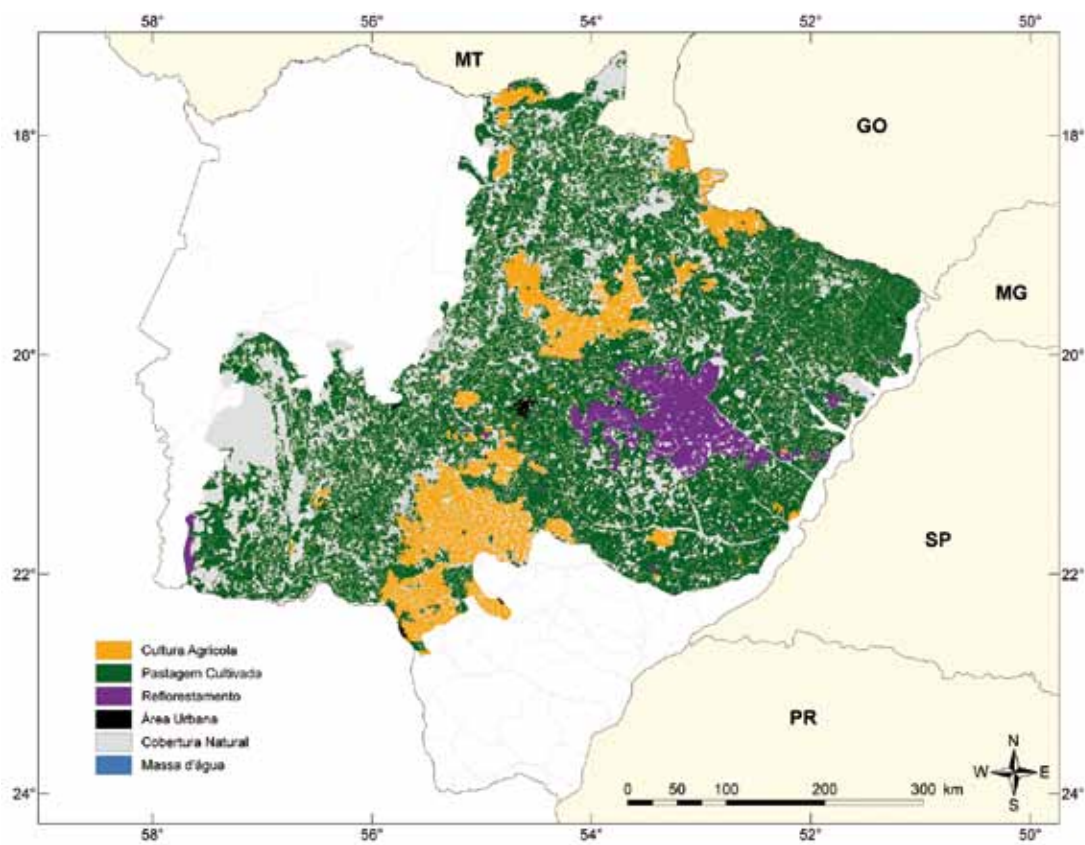 58° 56° 54° 52° 50°
MT
GO
18° 18°
MG
20° 20°
SP
22° 22°
Cultura Agrícola
Pastagem Cultivada
Reflorestamento
Área Urbana
Cobertura Natural
Massa d'água
PR
N
W E
S
0 50 100 200 300 km
24° 24°
58° 56° 54° 52° 50°